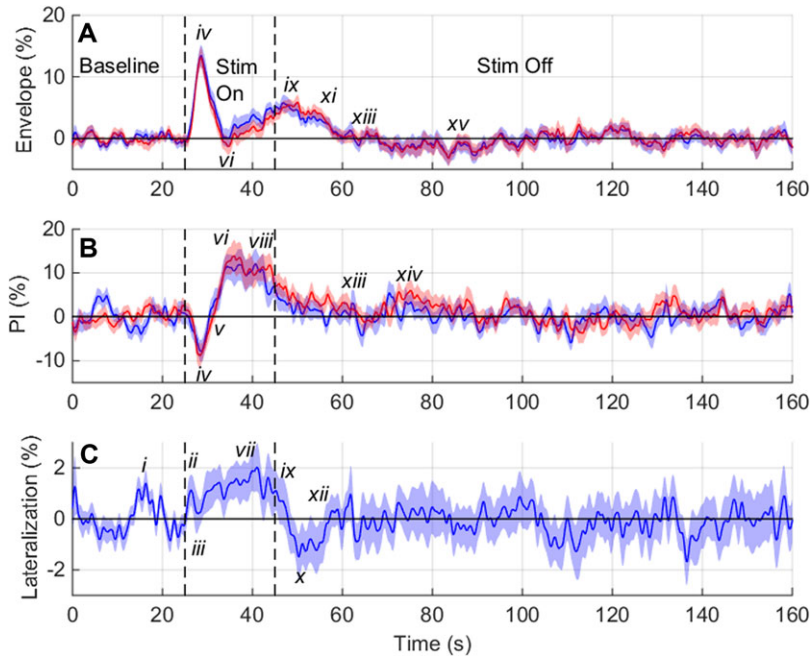 A
Envelope (%)
20
10
0
Baseline
iv
Stim
On
vi
ix
xi
xiii
Stim Off
xv
0 20 40 60 80 100 120 140 160
B
PI (%)
20
10
0
-10
iv
v
vi
viii
xiii
xiv
0 20 40 60 80 100 120 140 160
C
Lateralization (%)
2
0
-2
i
ii
iii
vii
ix
x
xii
0 20 40 60 80 100 120 140 160
Time (s)